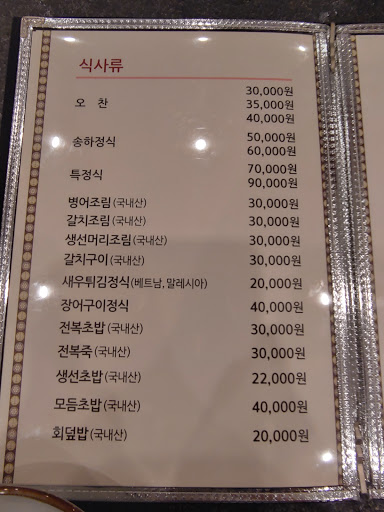 식사류
30,000원
오 찬 35,000원
40,000원
송하정식 50,000원
60,000원
특정식 70,000원
90,000원
병어조림(국내산) 30,000원
갈치조림(국내산) 30,000원
생선머리조림(국내산) 30,000원
갈치구이(국내산) 30,000원
새우튀김정식(베트남,말레시아) 20,000원
장어구이정식 40,000원
전복초밥(국내산) 30,000원
전복죽(국내산) 30,000원
생선초밥(국내산) 22,000원
모듬초밥(국내산) 40,000원
회덮밥(국내산) 20,000원